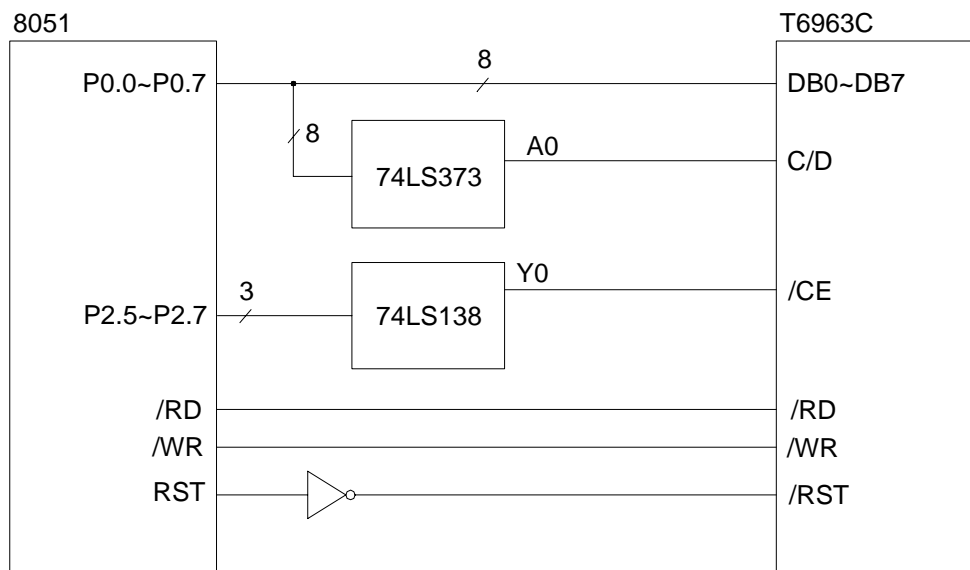 8051 T6963C
P0.0~P0.7 8 DB0~DB7
8
74LS373 A0 C/D
P2.5~P2.7 3 74LS138 Y0 /CE
/RD /RD
/WR /WR
RST /RST